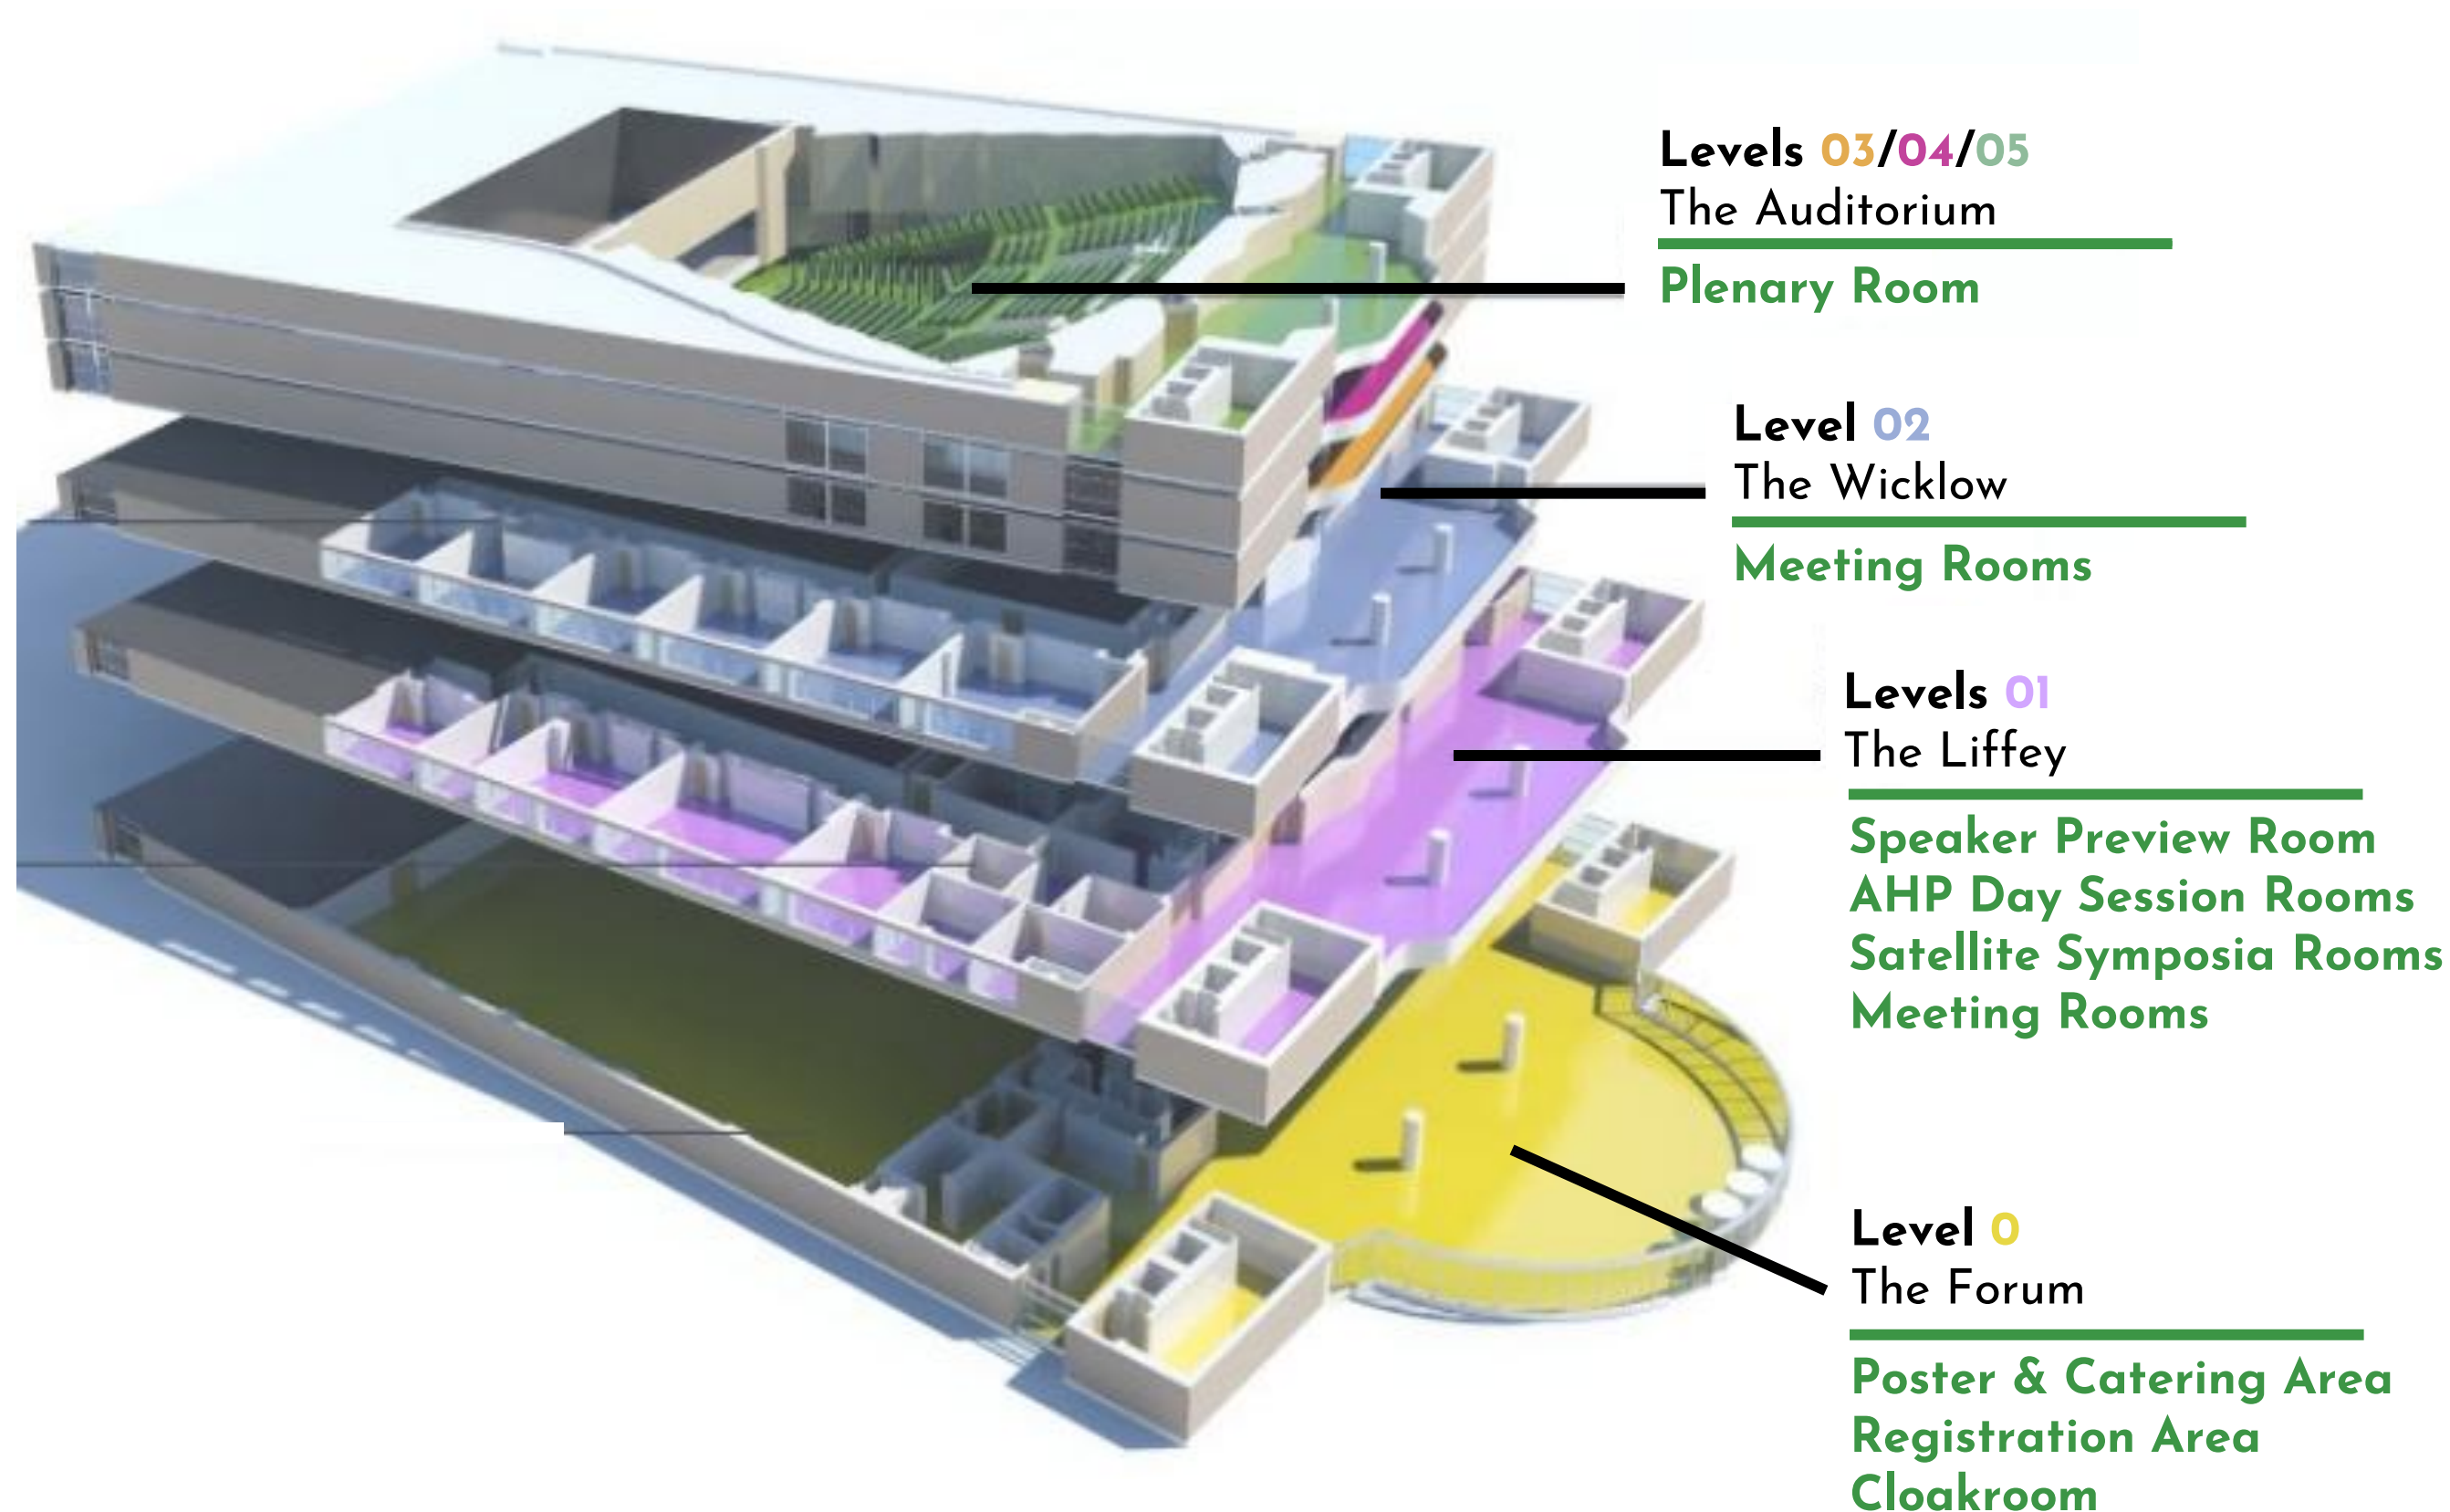 Levels 03/04/05
The Auditorium
Plenary Room
Level 02
The Wicklow
Meeting Rooms
Levels 01
The Liffey
Speaker Preview Room
AHP Day Session Rooms
Satellite Symposia Rooms
Meeting Rooms
Level 0
The Forum
Poster & Catering Area
Registration Area
Cloakroom